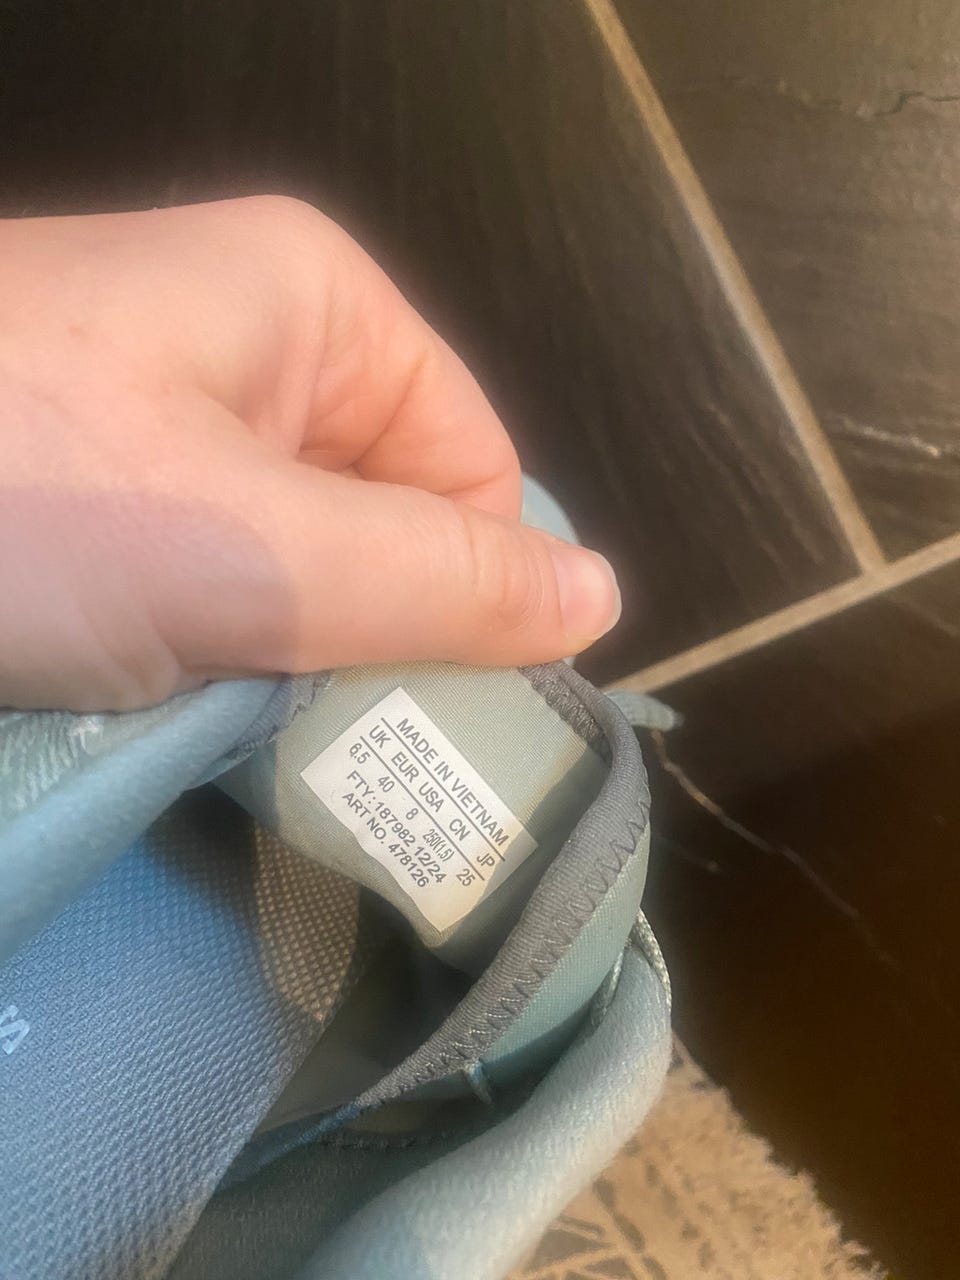 MADE IN VIETNAM
UK EUR USA CN JP
6.5 40 8 250(1.5) 25
FTY: 187982 12/24
ART NO. 478126